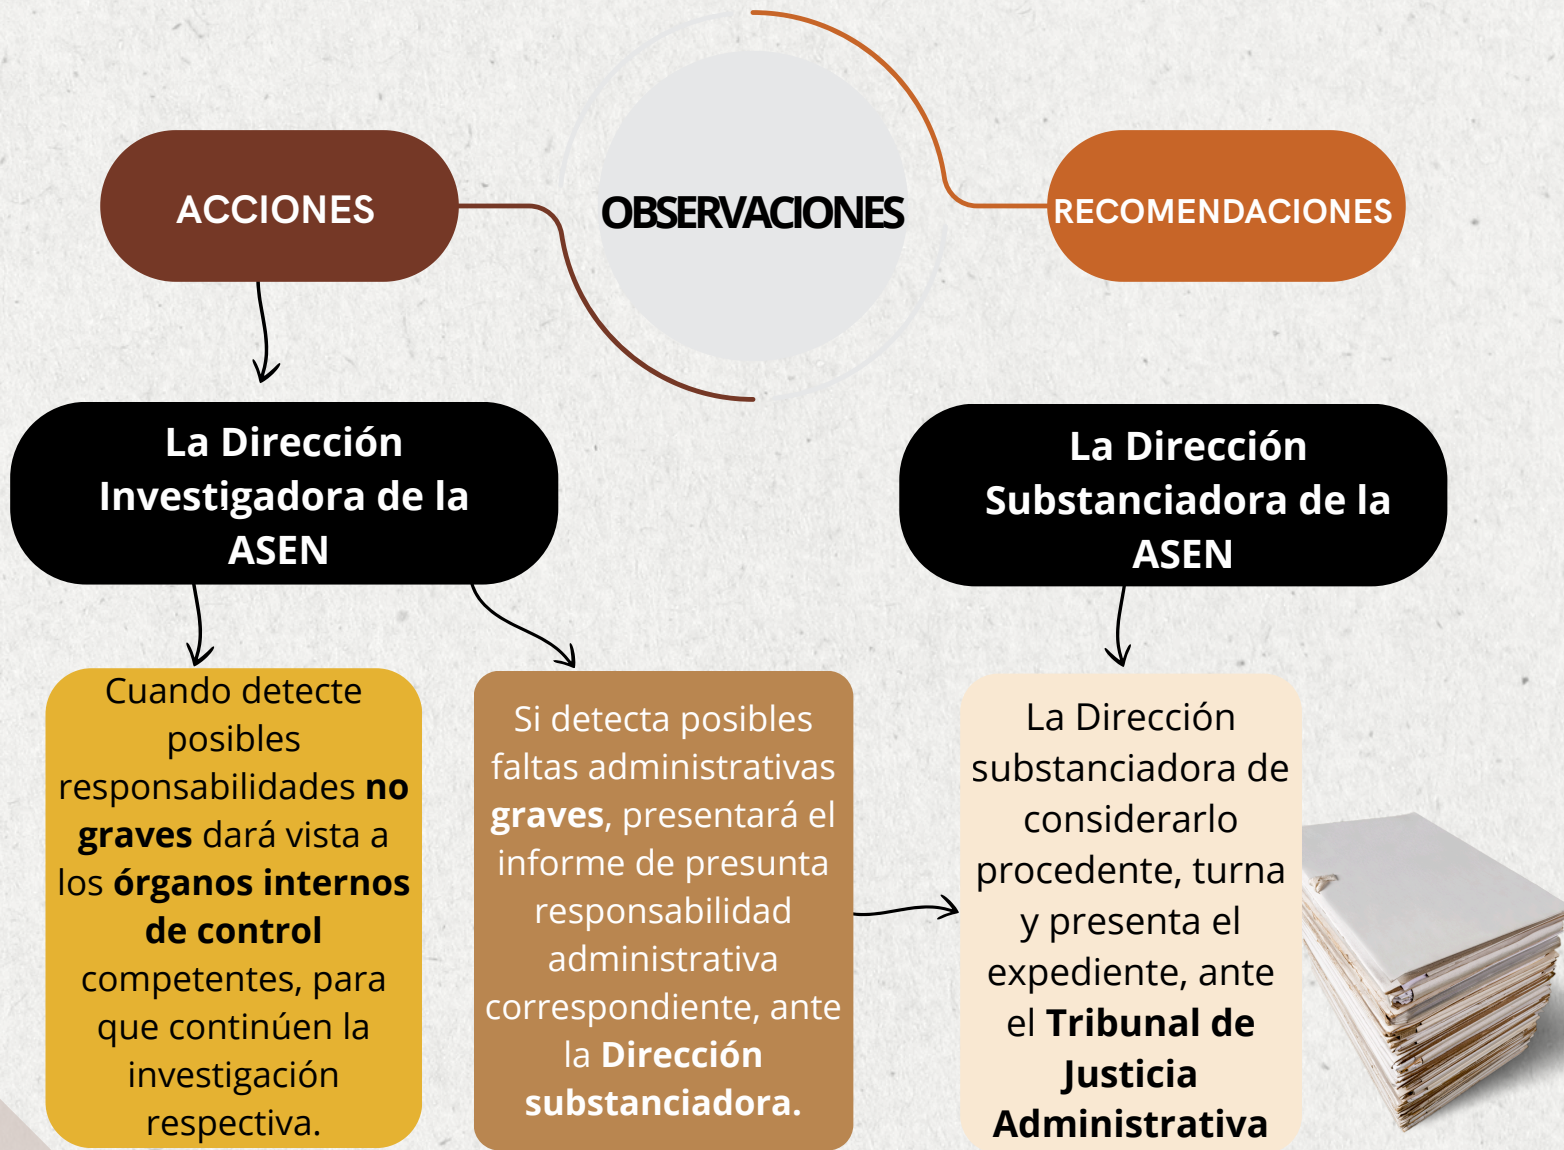 ACCIONES
OBSERVACIONES
RECOMENDACIONES
La Dirección
Investigadora de la
ASEN
La Dirección
Substanciadora de la
ASEN
Cuando detecte
posibles
responsabilidades no
graves dará vista a
los órganos internos
de control
competentes, para
que continúen la
investigación
respectiva.
Si detecta posibles
faltas administrativas
graves, presentará el
informe de presunta
responsabilidad
administrativa
correspondiente, ante
la Dirección
substanciadora.
La Dirección
substanciadora de
considerarlo
procedente, turna
y presenta el
expediente, ante
el Tribunal de
Justicia
Administrativa